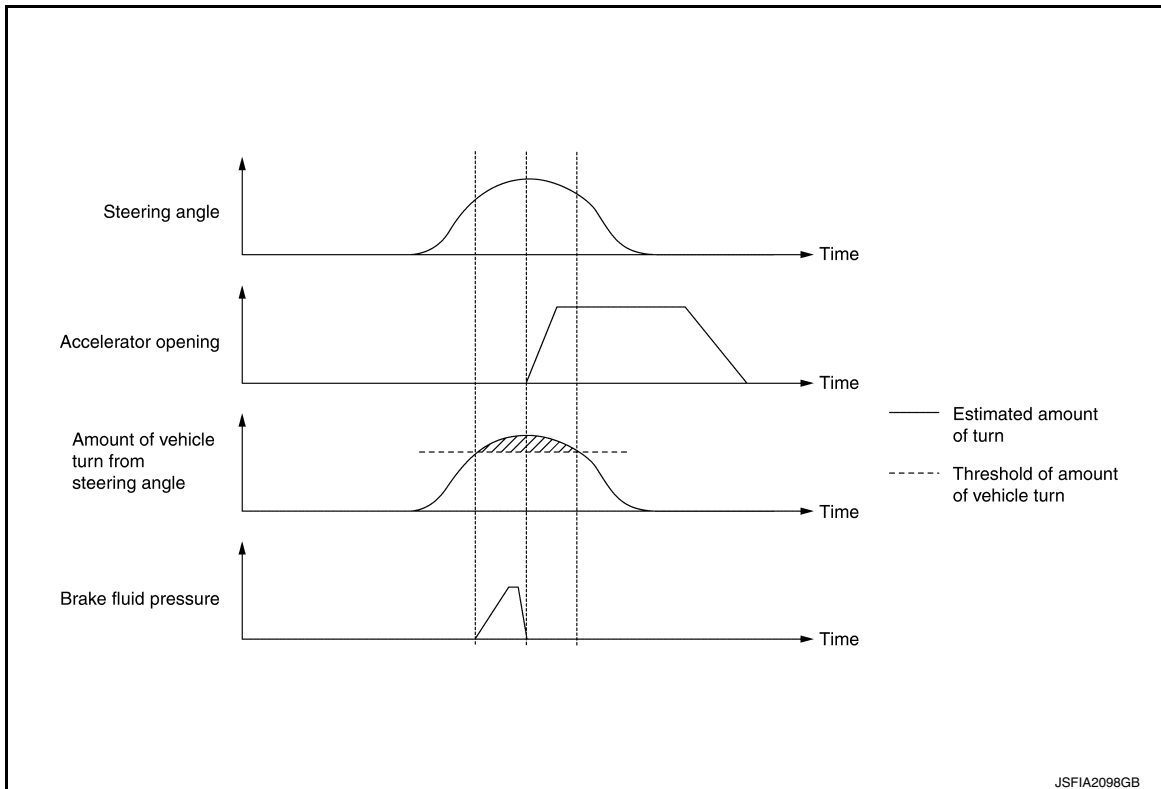 Steering angle
Time
Accelerator opening
Time
Amount of vehicle
turn from
steering angle
Time
Estimated amount
of turn
Threshold of amount
of vehicle turn
Brake fluid pressure
Time
JSFIA2098GB